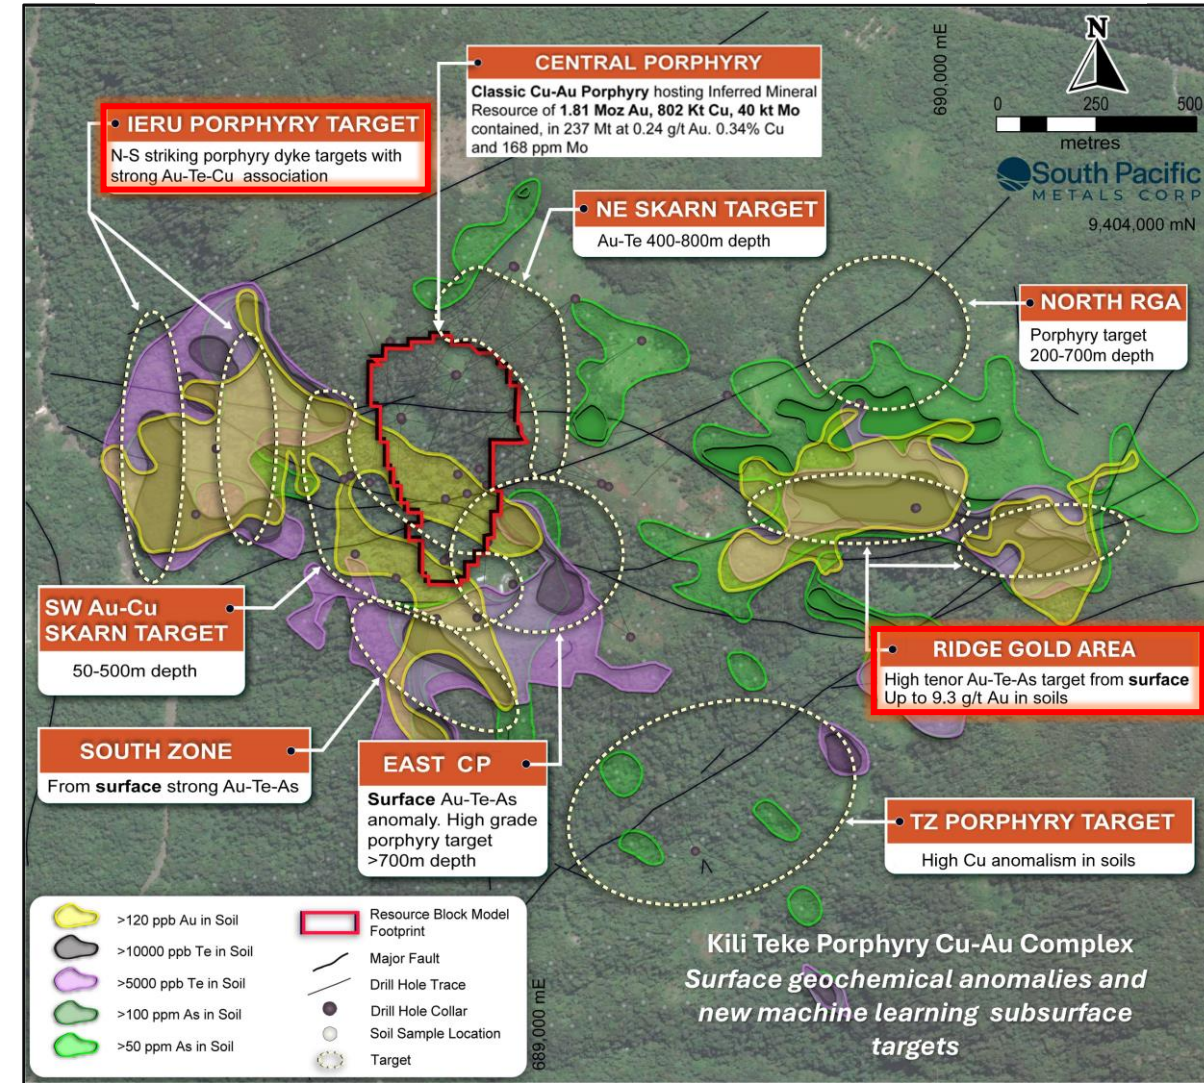 CENTRAL PORPHYRY
Classic Cu-Au Porphyry hosting Inferred Mineral
Resource of 1.81 Moz Au, 802 Kt Cu, 40 kt Mo
contained, in 237 Mt at 0.24 g/t Au. 0.34% Cu
and 168 ppm Mo
690,000 mE
N
0 250 500
metres
South Pacific
METALS CORP
9,404,000 mN
IERU PORPHYRY TARGET
N-S striking porphyry dyke targets with
strong Au-Te-Cu association
NE SKARN TARGET
Au-Te 400-800m depth
NORTH RGA
Porphyry target
200-700m depth
SW Au-Cu
SKARN TARGET
50-500m depth
RIDGE GOLD AREA
High tenor Au-Te-As target from surface
Up to 9.3 g/t Au in soils
SOUTH ZONE
From surface strong Au-Te-As
EAST CP
Surface Au-Te-As
anomaly. High grade
porphyry target
>700m depth
TZ PORPHYRY TARGET
High Cu anomalism in soils
>120 ppb Au in Soil
>10000 ppb Te in Soil
>5000 ppb Te in Soil
>100 ppm As in Soil
>50 ppm As in Soil
Resource Block Model
Footprint
Major Fault
Drill Hole Trace
Drill Hole Collar
Soil Sample Location
Target
689,000 mE
Kili Teke Porphyry Cu-Au Complex
Surface geochemical anomalies and
new machine learning subsurface
targets